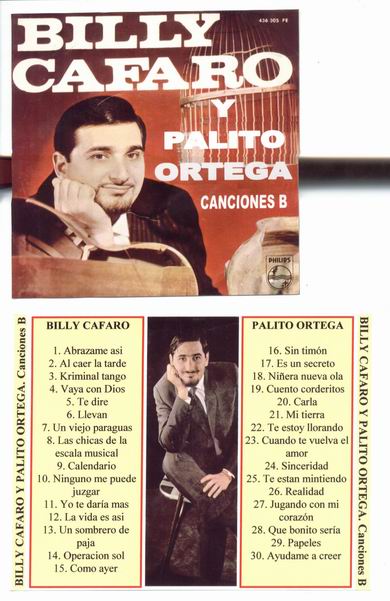 436 305 PE
BILLY
CAFARO
Y
PALITO
ORTEGA
CANCIONES B
PHILIPS
BILLY CAFARO Y PALITO ORTEGA. Canciones B
BILLY CAFARO
1. Abrazame asi
2. Al caer la tarde
3. Kriminal tango
4. Vaya con Dios
5. Te dire
6. Llevan
7. Un viejo paraguas
8. Las chicas de la
escala musical
9. Calendario
10. Ninguno me puede
juzgar
11. Yo te daría mas
12. La vida es asi
13. Un sombrero de
paja
14. Operacion sol
15. Como ayer
PALITO ORTEGA
16. Sin timón
17. Es un secreto
18. Niñera nueva ola
19. Cuento corderitos
20. Carla
21. Mi tierra
22. Te estoy llorando
23. Cuando te vuelva el
amor
24. Sinceridad
25. Te estan mintiendo
26. Realidad
27. Jugando con mi
corazón
28. Que bonito sería
29. Papeles
30. Ayudame a creer
BILLY CAFARO Y PALITO ORTEGA. Canciones B